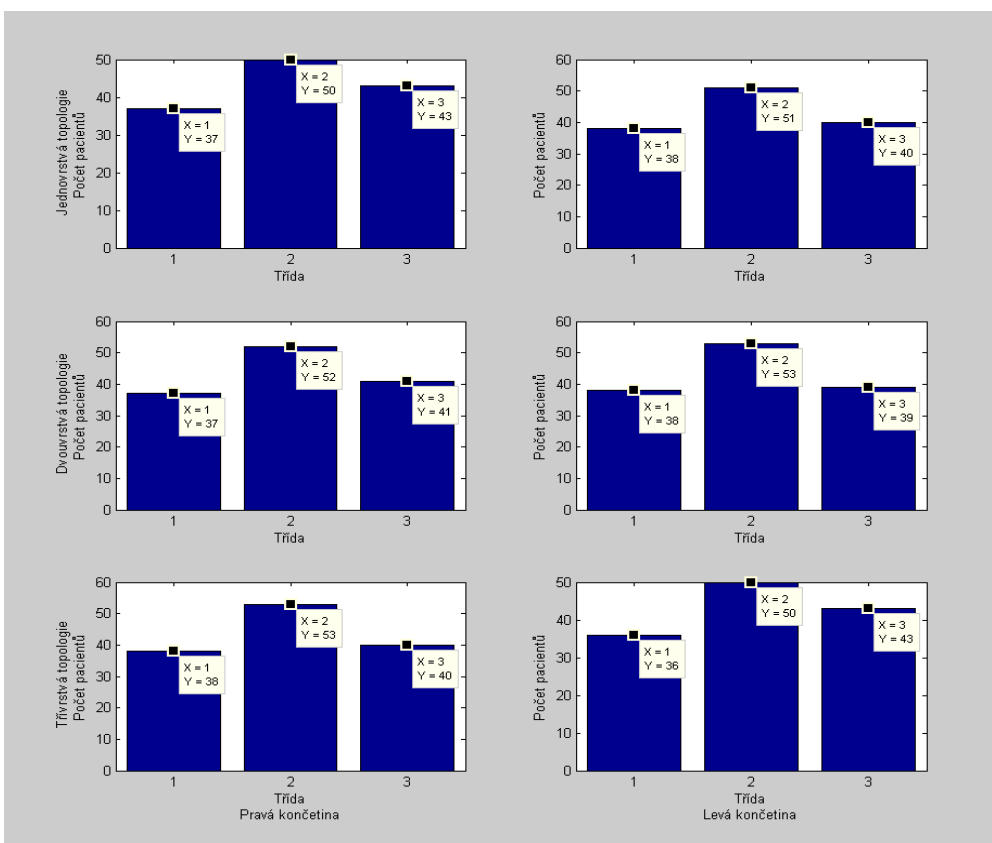 Jednovrstvá topologie
Počet pacientů
50
40
30
20
10
0
X = 1
Y = 37
X = 2
Y = 50
X = 3
Y = 43
1 2 3
Třída
Počet pacientů
60
50
40
30
20
10
0
X = 1
Y = 38
X = 2
Y = 51
X = 3
Y = 40
1 2 3
Třída
Dvouvrstvá topologie
Počet pacientů
60
50
40
30
20
10
0
X = 1
Y = 37
X = 2
Y = 52
X = 3
Y = 41
1 2 3
Třída
Počet pacientů
60
50
40
30
20
10
0
X = 1
Y = 38
X = 2
Y = 53
X = 3
Y = 39
1 2 3
Třída
Třívrstvá topologie
Počet pacientů
60
50
40
30
20
10
0
X = 1
Y = 38
X = 2
Y = 53
X = 3
Y = 40
1 2 3
Třída
Pravá končetina
Počet pacientů
50
40
30
20
10
0
X = 1
Y = 36
X = 2
Y = 50
X = 3
Y = 43
1 2 3
Třída
Levá končetina